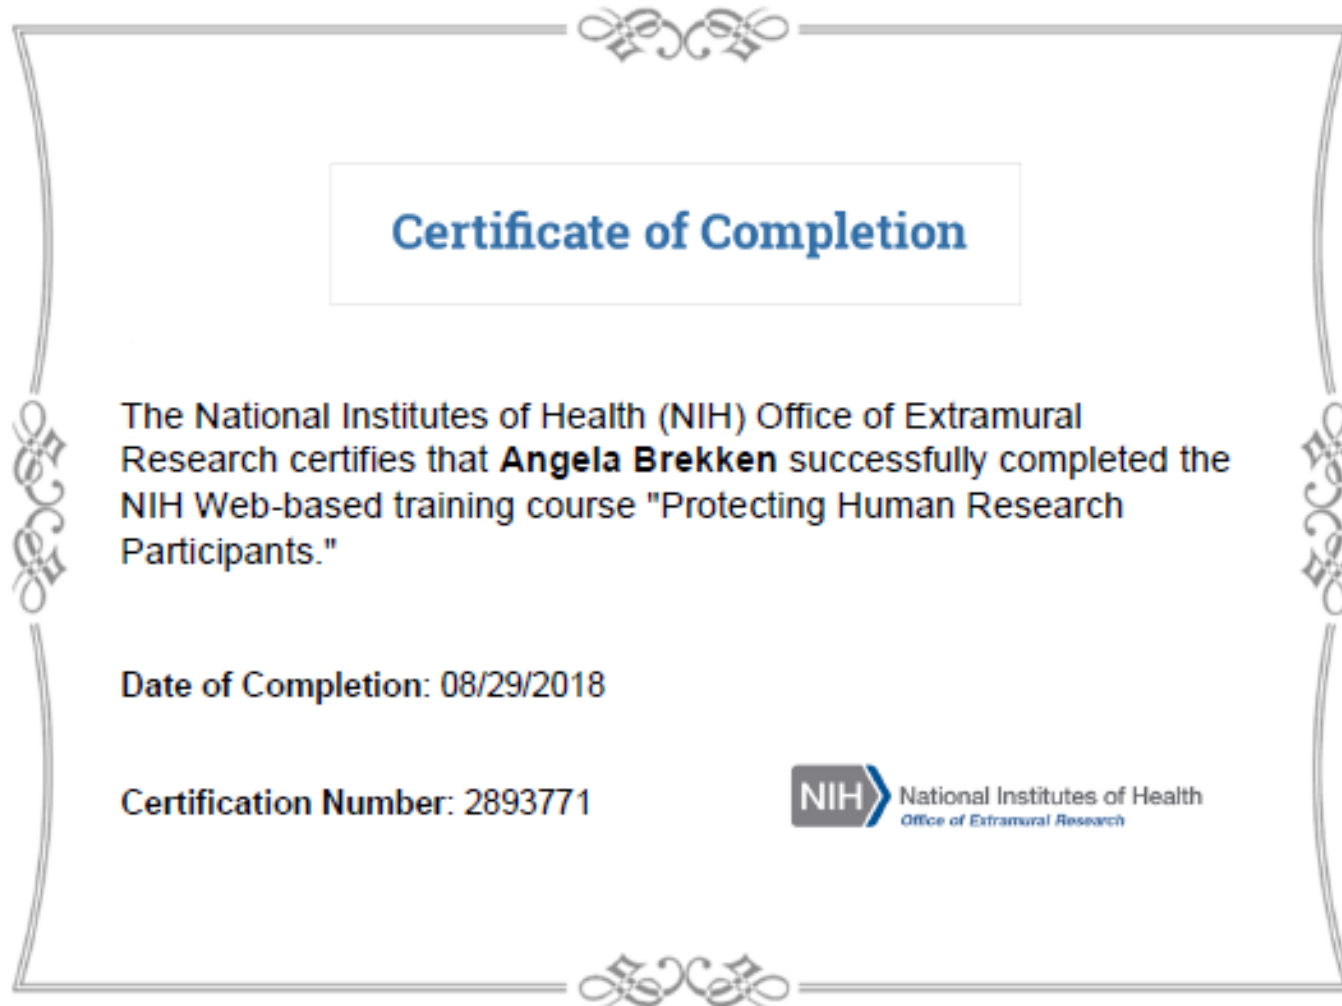 Certificate of Completion
The National Institutes of Health (NIH) Office of Extramural
Research certifies that Angela Brekken successfully completed the
NIH Web-based training course "Protecting Human Research
Participants."
Date of Completion: 08/29/2018
Certification Number: 2893771
NIH National Institutes of Health
Office of Extramural Research